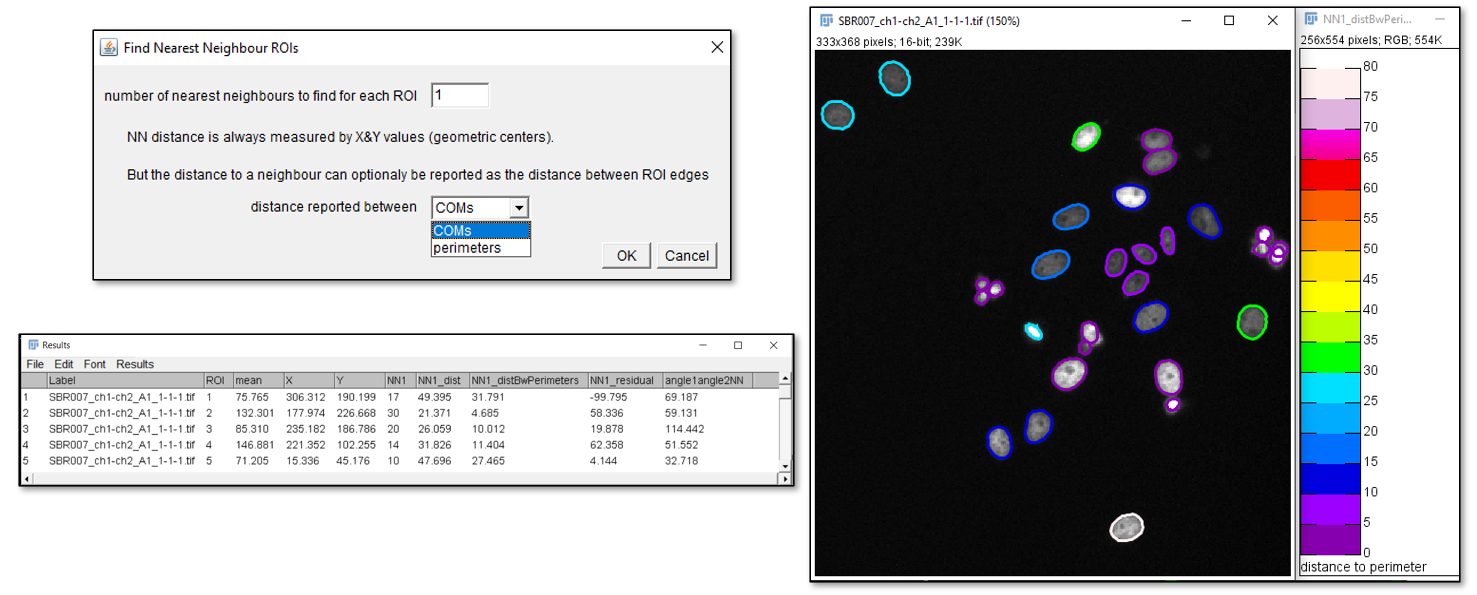 Find Nearest Neighbour ROIs
number of nearest neighbours to find for each ROI 1
NN distance is always measured by X&Y values (geometric centers).
But the distance to a neighbour can optionaly be reported as the distance between ROI edges
distance reported between COMs
COMs
perimeters
OK Cancel
Results
File Edit Font Results
Label ROI mean X Y NN1 NN1_dist NN1_distBwPerimeters NN1_residual angle1angle2NN
1 SBR007_ch1-ch2_A1_1-1-1.tif 1 75.765 306.312 190.199 17 49.395 31.791 -99.795 69.187
2 SBR007_ch1-ch2_A1_1-1-1.tif 2 132.301 177.974 226.668 30 21.371 4.685 58.336 59.131
3 SBR007_ch1-ch2_A1_1-1-1.tif 3 85.310 235.182 186.786 20 26.059 10.012 19.878 114.442
4 SBR007_ch1-ch2_A1_1-1-1.tif 4 146.881 221.352 102.255 14 31.826 11.404 62.358 51.552
5 SBR007_ch1-ch2_A1_1-1-1.tif 5 71.205 15.336 45.176 10 47.696 27.465 4.144 32.718
SBR007_ch1-ch2_A1_1-1-1.tif (150%)
333x368 pixels; 16-bit; 239K
NN1_distBwPeri...
256x554 pixels; RGB; 554K
80
75
70
65
60
55
50
45
40
35
30
25
20
15
10
5
0
distance to perimeter